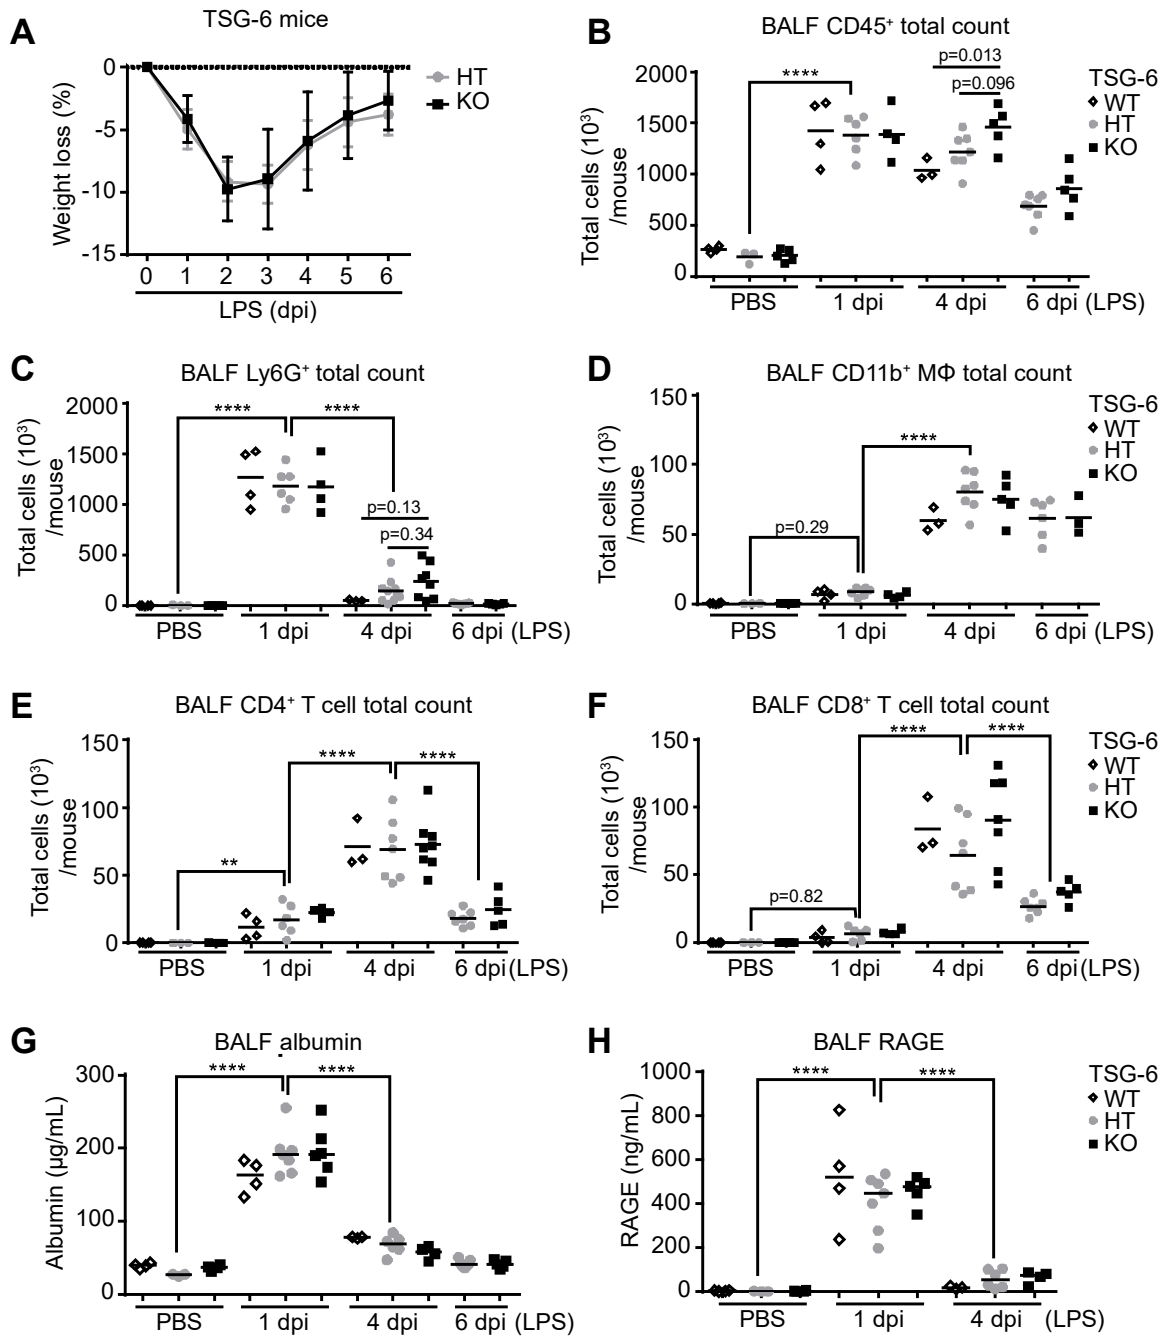 A
TSG-6 mice
Weight loss (%)
0
-5
-10
-15
0 1 2 3 4 5 6
LPS (dpi)
HT
KO
B
BALF CD45⁺ total count
Total cells (10³)
/mouse
2000
1500
1000
500
0
****
p=0.013
p=0.096
PBS 1 dpi 4 dpi 6 dpi (LPS)
TSG-6
WT
HT
KO
C
BALF Ly6G⁺ total count
Total cells (10³)
/mouse
2000
1500
1000
500
0
**** ****
p=0.13
p=0.34
PBS 1 dpi 4 dpi 6 dpi (LPS)
D
BALF CD11b⁺ MΦ total count
Total cells (10³)
/mouse
150
100
50
0
p=0.29
****
PBS 1 dpi 4 dpi 6 dpi (LPS)
TSG-6
WT
HT
KO
E
BALF CD4⁺ T cell total count
Total cells (10³)
/mouse
150
100
50
0
** **** ****
PBS 1 dpi 4 dpi 6 dpi (LPS)
F
BALF CD8⁺ T cell total count
Total cells (10³)
/mouse
150
100
50
0
p=0.82
**** ****
PBS 1 dpi 4 dpi 6 dpi (LPS)
TSG-6
WT
HT
KO
G
BALF albumin
Albumin (µg/mL)
300
200
100
0
**** ****
PBS 1 dpi 4 dpi 6 dpi (LPS)
H
BALF RAGE
RAGE (ng/mL)
1000
800
600
400
200
0
**** ****
PBS 1 dpi 4 dpi (LPS)
TSG-6
WT
HT
KO